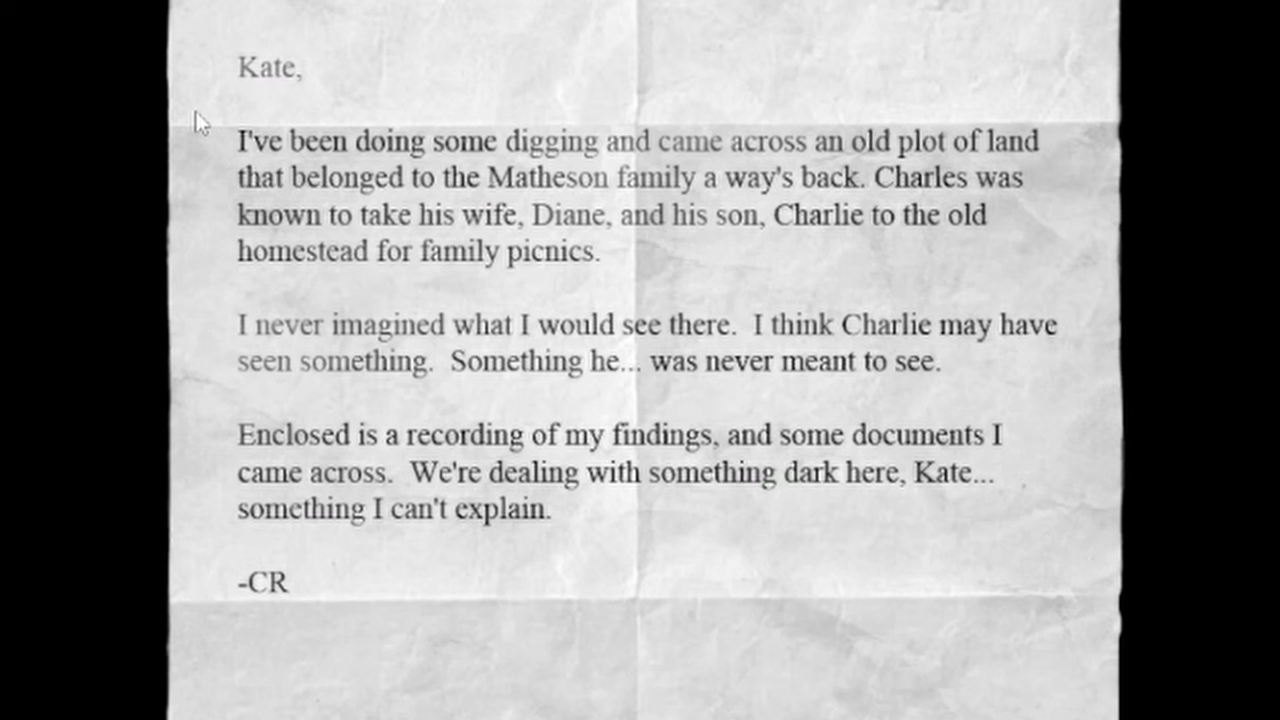 Kate,
I've been doing some digging and came across an old plot of land
that belonged to the Matheson family a way's back. Charles was
known to take his wife, Diane, and his son, Charlie to the old
homestead for family picnics.
I never imagined what I would see there.  I think Charlie may have
seen something.  Something he... was never meant to see.
Enclosed is a recording of my findings, and some documents I
came across.  We're dealing with something dark here, Kate...
something I can't explain.
-CR